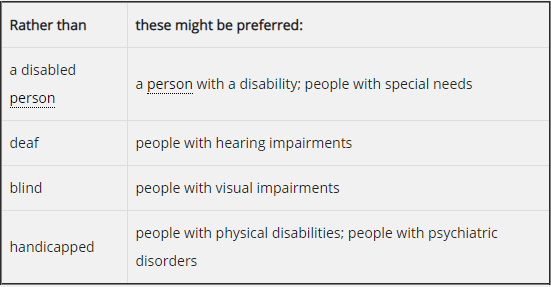 Rather than these might be preferred:
a disabled
person
a person with a disability; people with special needs
deaf people with hearing impairments
blind people with visual impairments
handicapped
people with physical disabilities; people with psychiatric
disorders